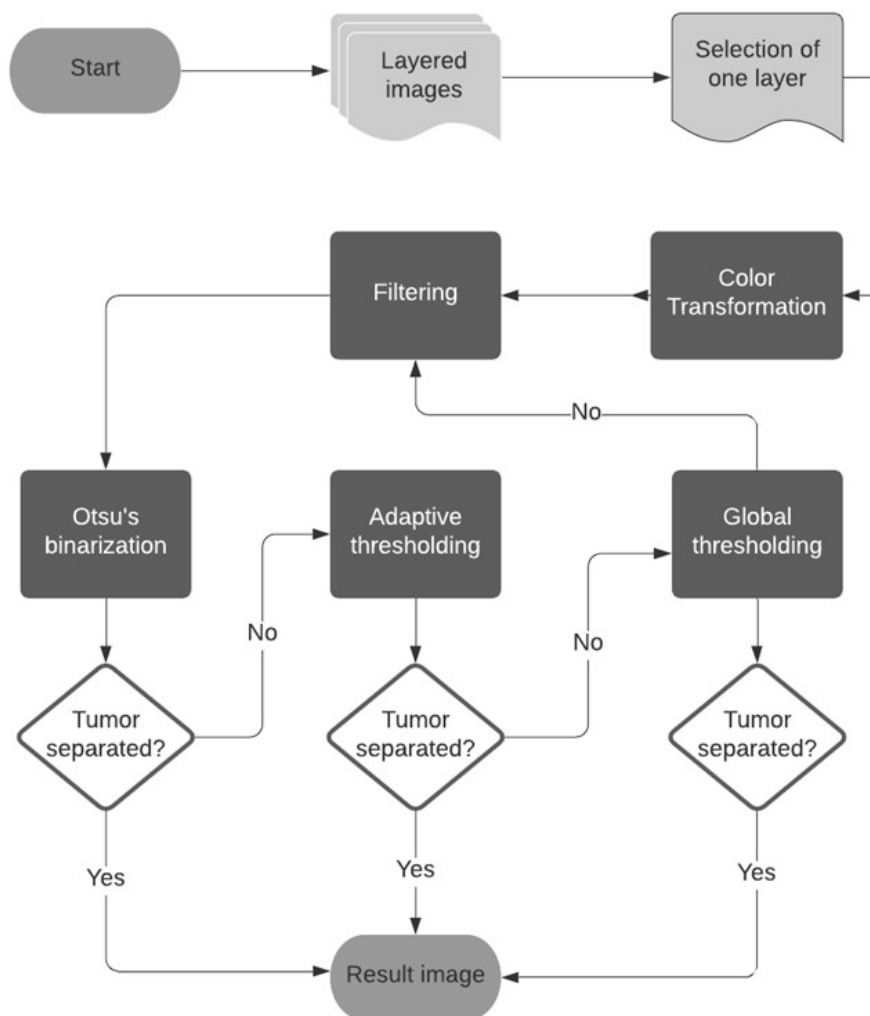 Start
Layered
images
Selection of
one layer
Filtering
Color
Transformation
No
Otsu's
binarization
Adaptive
thresholding
Global
thresholding
No
No
Tumor
separated?
Tumor
separated?
Tumor
separated?
Yes
Yes
Yes
Result image